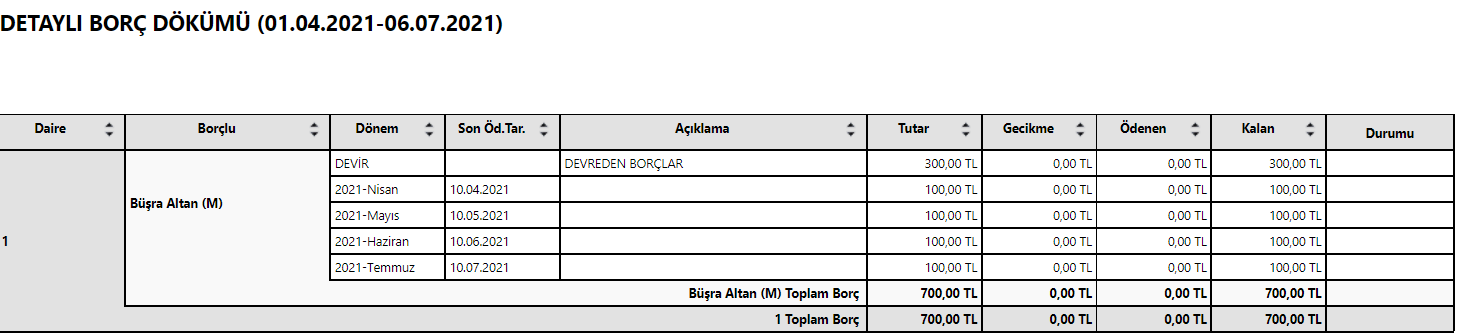 DETAYLI BORÇ DÖKÜMÜ (01.04.2021-06.07.2021)
Daire Borçlu Dönem Son Öd.Tar. Açıklama Tutar Gecikme Ödenen Kalan Durumu
DEVİR DEVREDEN BORÇLAR 300,00 TL 0,00 TL 0,00 TL 300,00 TL
2021-Nisan 10.04.2021 100,00 TL 0,00 TL 0,00 TL 100,00 TL
Büşra Altan (M)
2021-Mayıs 10.05.2021 100,00 TL 0,00 TL 0,00 TL 100,00 TL
1
2021-Haziran 10.06.2021 100,00 TL 0,00 TL 0,00 TL 100,00 TL
2021-Temmuz 10.07.2021 100,00 TL 0,00 TL 0,00 TL 100,00 TL
Büşra Altan (M) Toplam Borç 700,00 TL 0,00 TL 0,00 TL 700,00 TL
1 Toplam Borç 700,00 TL 0,00 TL 0,00 TL 700,00 TL